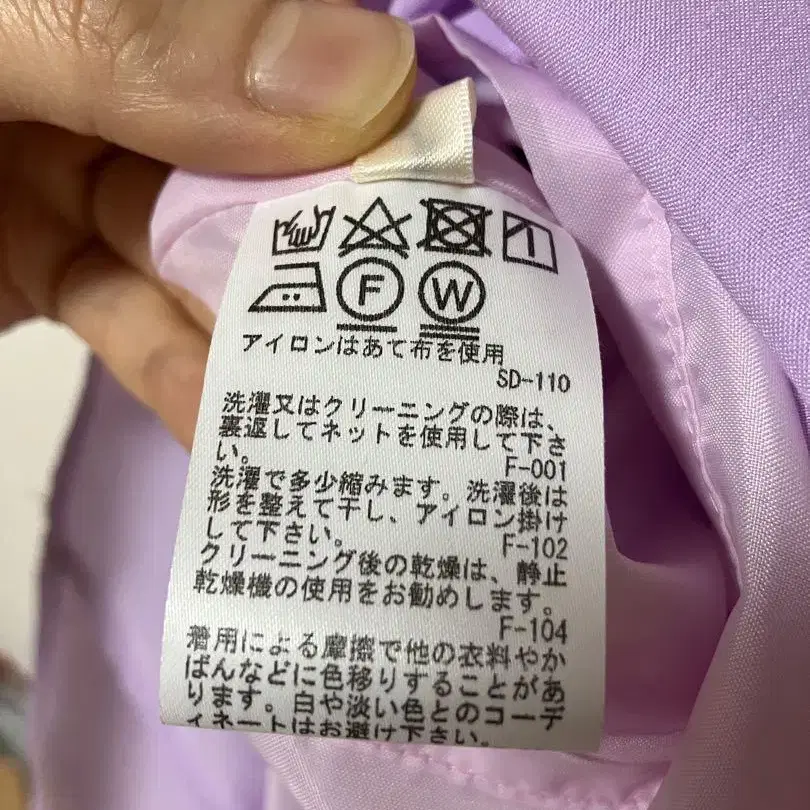 F W
アイロンはあて布を使用
SD-110
洗濯又はクリーニングの際は、
裏返してネットを使用して下さ
い。
F-001
洗濯で多少縮みます。洗濯後は
形を整えて干し、アイロン掛け
して下さい。
F-102
クリーニング後の乾燥は、静止
乾燥機の使用をお勧めします。
F-104
着用による摩擦で他の衣料やか
ばんなどに色移りすることがあ
ります。白や淡い色とのコーデ
ィネートはお避け下さい。